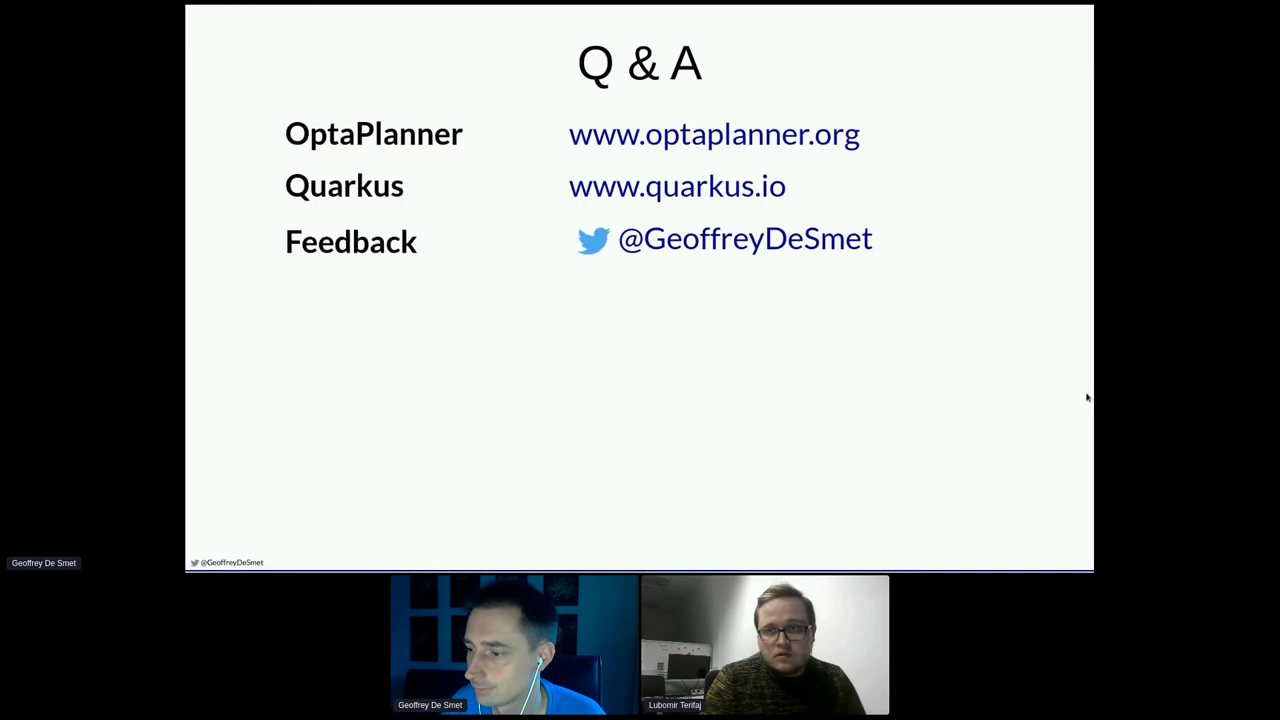 Q & A
OptaPlanner www.optaplanner.org
Quarkus www.quarkus.io
Feedback @GeoffreyDeSmet
@GeoffreyDeSmet
Geoffrey De Smet
Geoffrey De Smet
Lubomir Terifaj